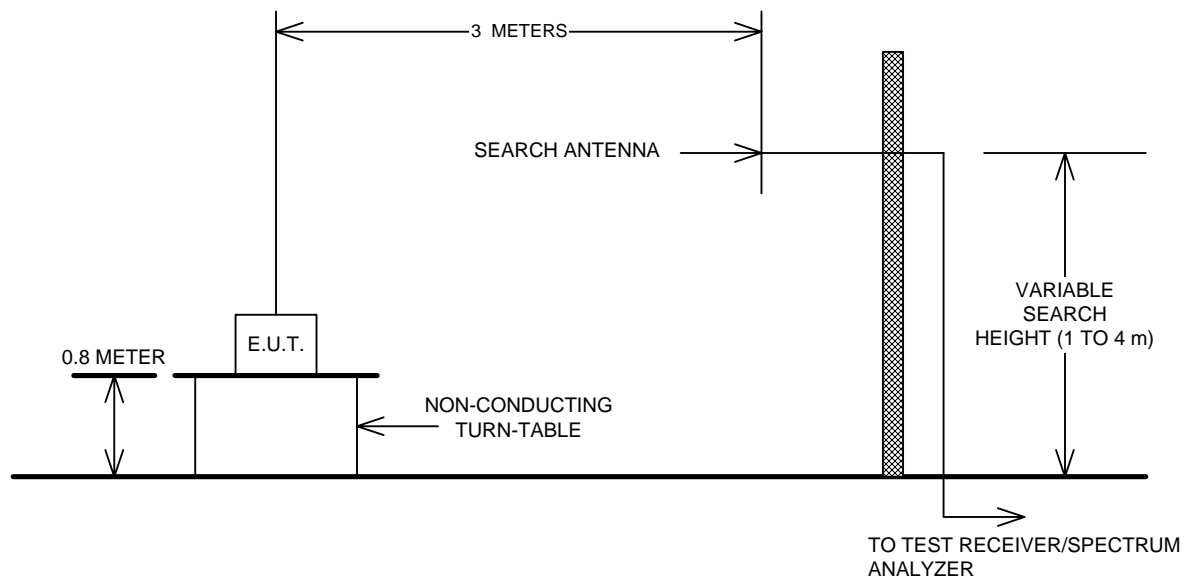 3 METERS
SEARCH ANTENNA
VARIABLE
SEARCH
HEIGHT (1 TO 4 m)
0.8 METER
E.U.T.
NON-CONDUCTING
TURN-TABLE
TO TEST RECEIVER/SPECTRUM
ANALYZER